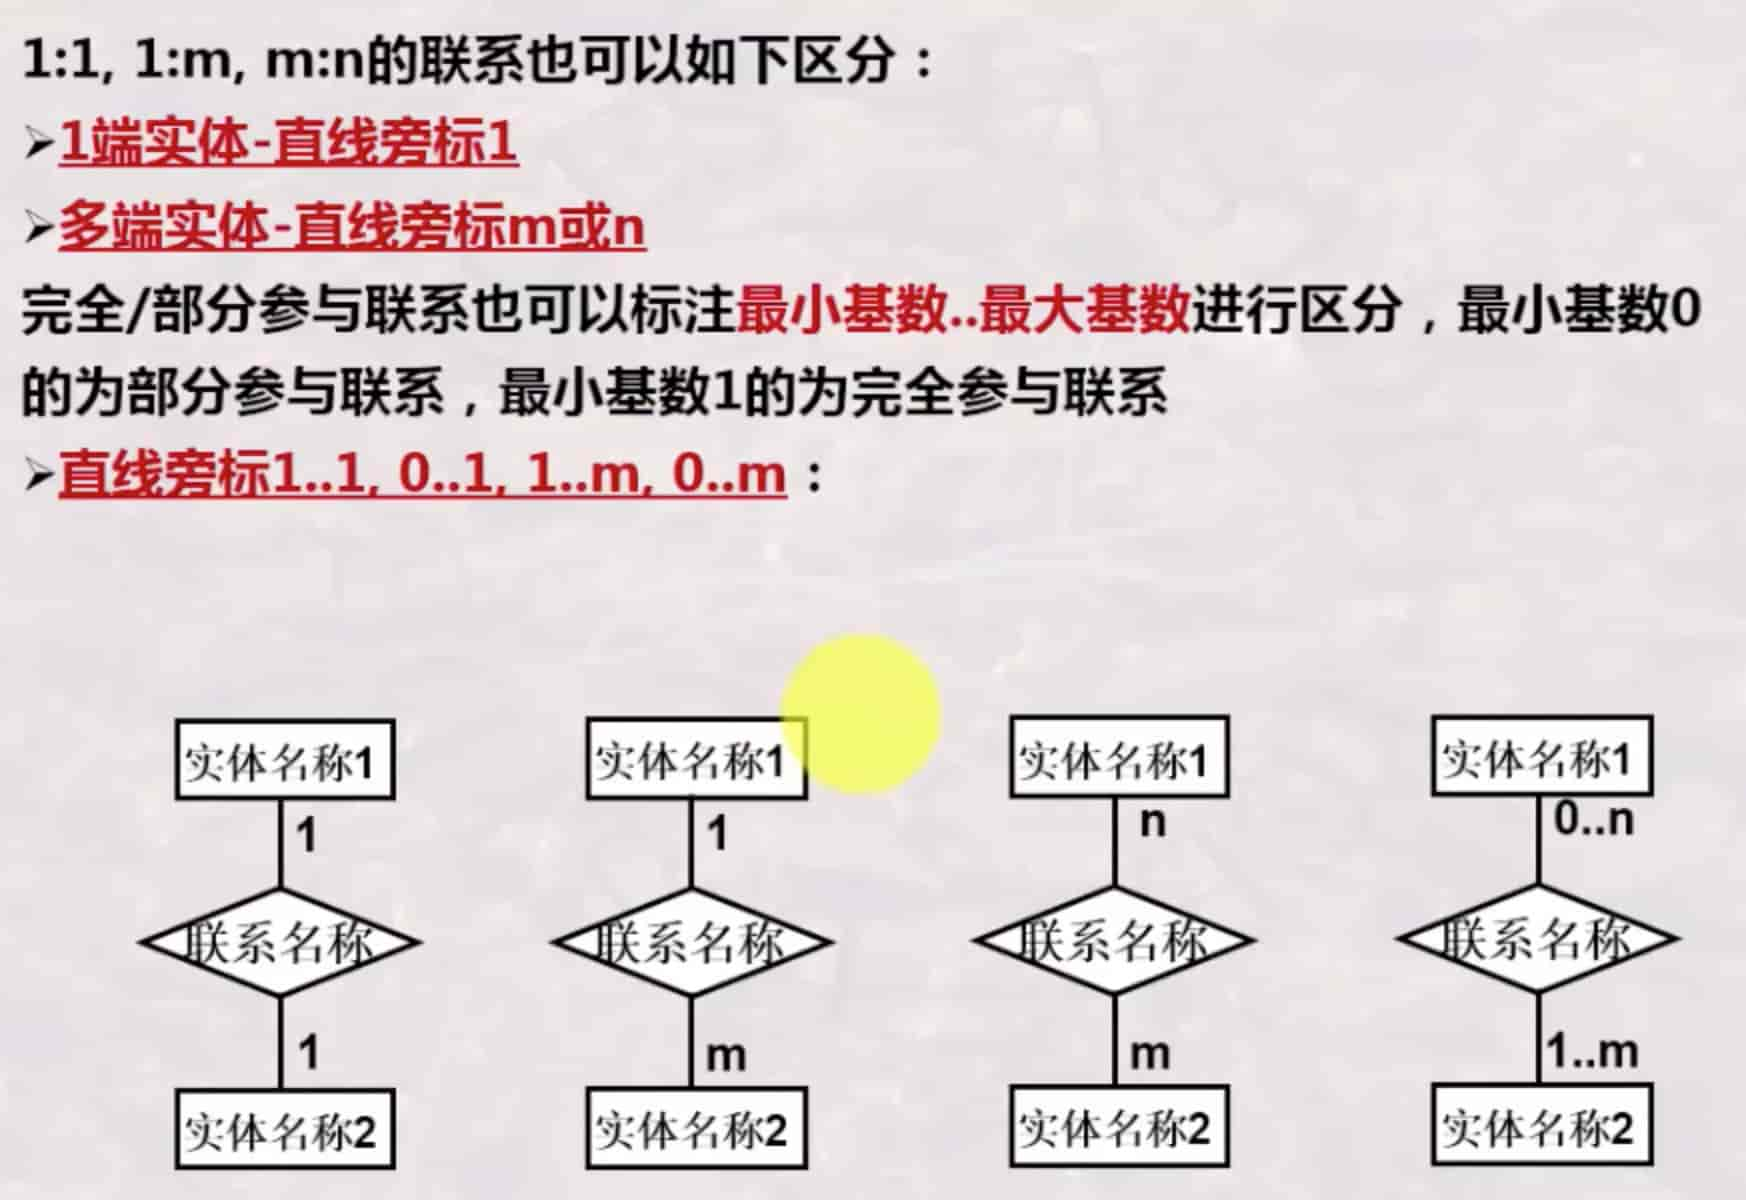 1:1, 1:m, m:n的联系也可以如下区分：
➢1端实体-直线旁标1
➢多端实体-直线旁标m或n
完全/部分参与联系也可以标注最小基数..最大基数进行区分，最小基数0
的为部分参与联系，最小基数1的为完全参与联系
➢直线旁标1..1, 0..1, 1..m, 0..m：
实体名称1
1
联系名称
1
实体名称2
实体名称1
1
联系名称
m
实体名称2
实体名称1
n
联系名称
m
实体名称2
实体名称1
0..n
联系名称
1..m
实体名称2